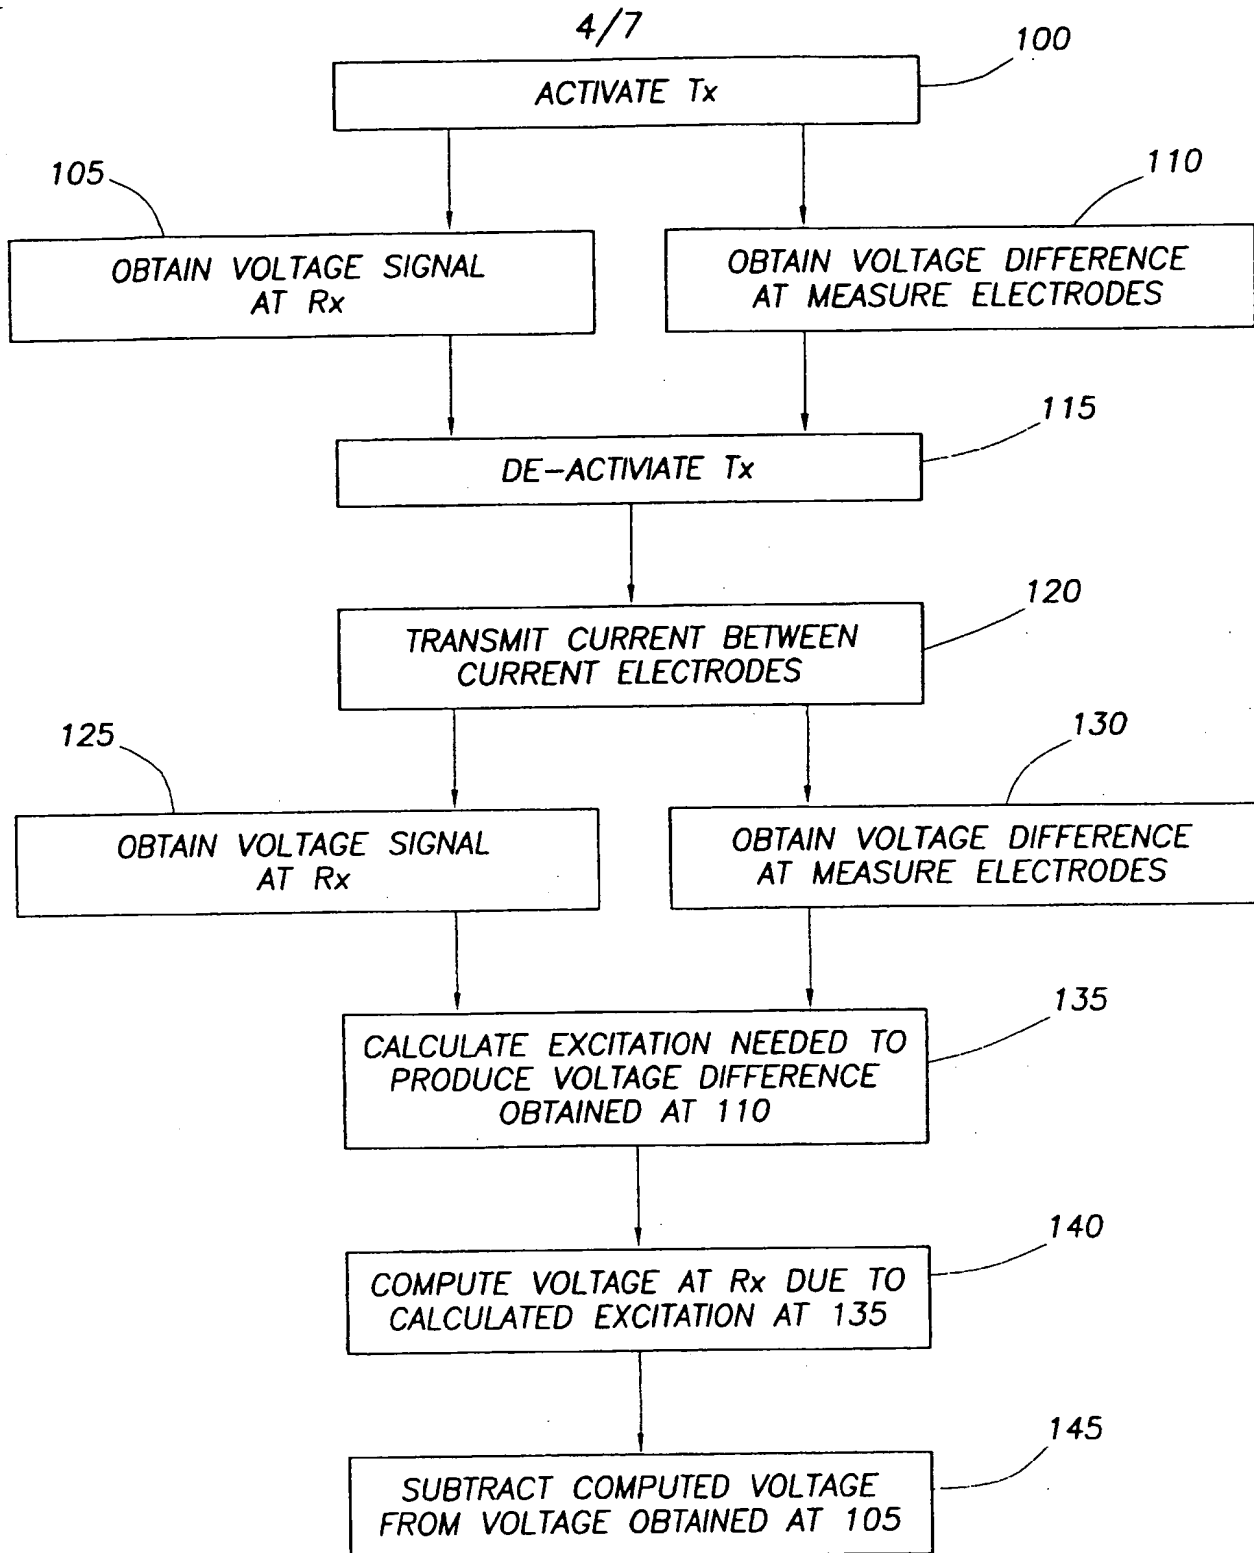 4/7
100
ACTIVATE Tx
105
110
OBTAIN VOLTAGE SIGNAL
AT Rx
OBTAIN VOLTAGE DIFFERENCE
AT MEASURE ELECTRODES
115
DE-ACTIVIATE Tx
120
TRANSMIT CURRENT BETWEEN
CURRENT ELECTRODES
125
130
OBTAIN VOLTAGE SIGNAL
AT Rx
OBTAIN VOLTAGE DIFFERENCE
AT MEASURE ELECTRODES
135
CALCULATE EXCITATION NEEDED TO
PRODUCE VOLTAGE DIFFERENCE
OBTAINED AT 110
140
COMPUTE VOLTAGE AT Rx DUE TO
CALCULATED EXCITATION AT 135
145
SUBTRACT COMPUTED VOLTAGE
FROM VOLTAGE OBTAINED AT 105